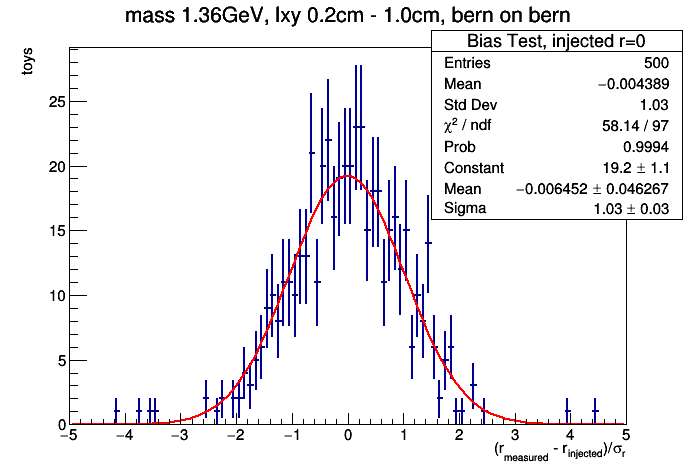 mass 1.36GeV, lxy 0.2cm - 1.0cm, bern on bern
Bias Test, injected r=0
Entries 500
Mean −0.004389
Std Dev 1.03
χ² / ndf 58.14 / 97
Prob 0.9994
Constant 19.2 ± 1.1
Mean −0.006452 ± 0.046267
Sigma 1.03 ± 0.03
toys
25
20
15
10
5
0
−5 −4 −3 −2 −1 0 1 2 3 4 5
(r_measured - r_injected)/σ_r